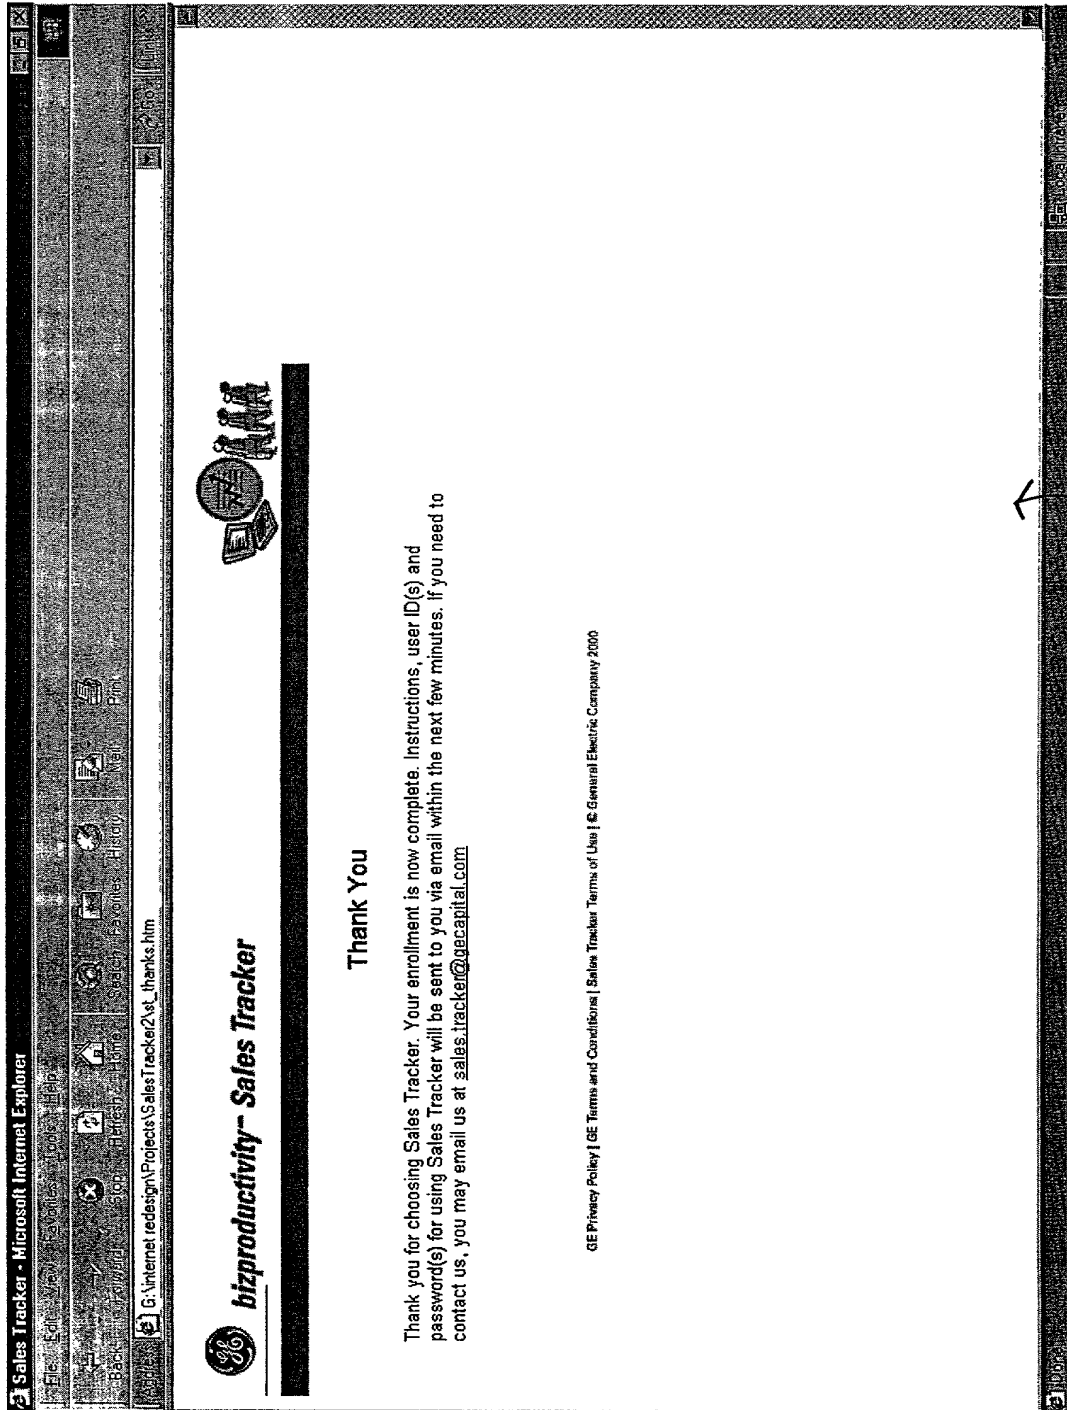 Sales Tracker - Microsoft Internet Explorer
File Edit View Favorites Tools Help
Back Forward Stop Refresh Home Search Favorites History Mail Print
Address G:\internet redesign\Projects\SalesTracker2\st_thanks.htm Go Links
bizproductivity– Sales Tracker
Thank You
Thank you for choosing Sales Tracker. Your enrollment is now complete. Instructions, user ID(s) and
password(s) for using Sales Tracker will be sent to you via email within the next few minutes. If you need to
contact us, you may email us at sales.tracker@gecapital.com
GE Privacy Policy | GE Terms and Conditions | Sales Tracker Terms of Use | © General Electric Company 2000
Done Local intranet